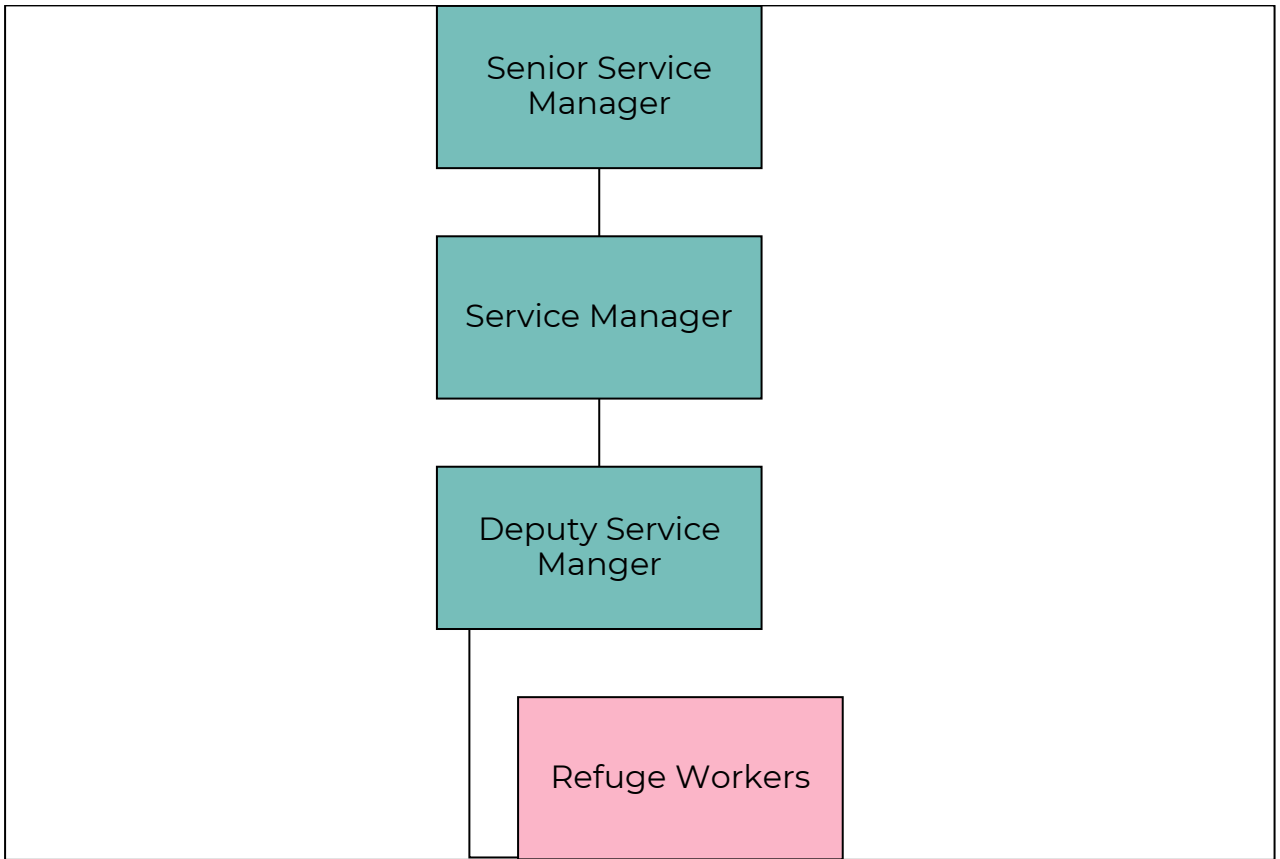 Senior Service
Manager
Service Manager
Deputy Service
Manger
Refuge Workers